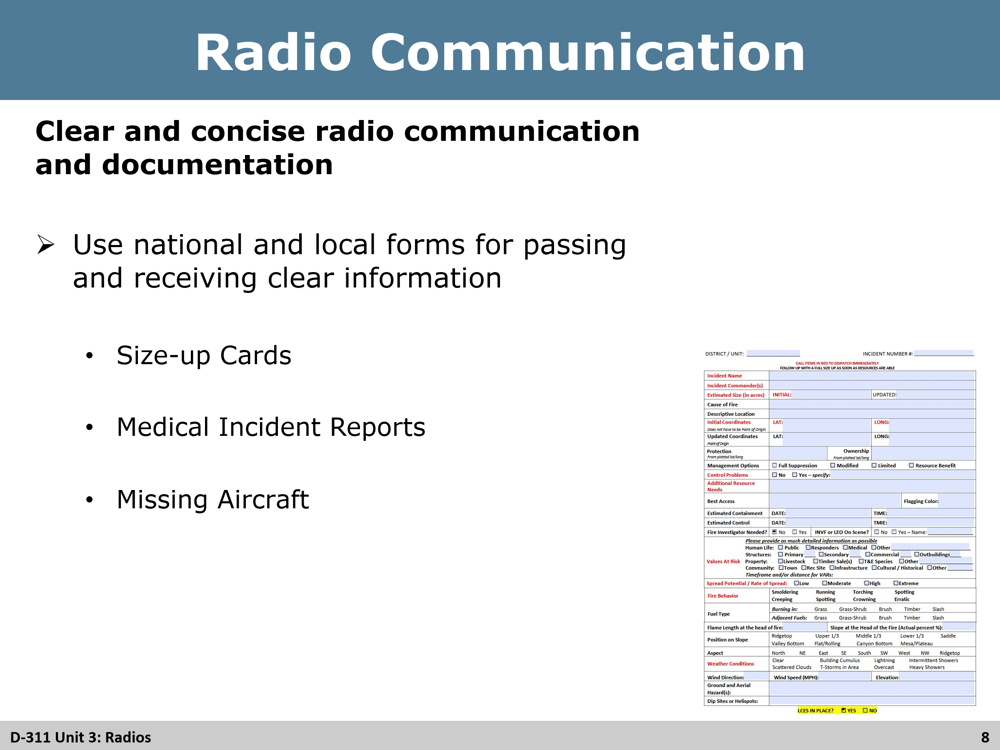 Radio Communication
Clear and concise radio communication
and documentation
Use national and local forms for passing
and receiving clear information
• Size-up Cards
• Medical Incident Reports
• Missing Aircraft
DISTRICT / UNIT: INCIDENT NUMBER #:
CALL ITEMS IN RED TO DISPATCH IMMEADIATELY
FOLLOW UP WITH A FULL SIZE UP AS SOON AS RESOURCES ARE ABLE
Incident Name
Incident Commander(s)
Estimated Size (in acres) INITIAL: UPDATED:
Cause of Fire
Descriptive Location
Initial Coordinates LAT: LONG:
Does not have to be Point of Origin
Updated Coordinates LAT: LONG:
Point of Origin
Protection Ownership
From platted lat/long From platted lat/long
Management Options Full Suppression Modified Limited Resource Benefit
Control Problems No Yes – specify:
Additional Resource
Needs
Best Access Flagging Color:
Estimated Containment DATE: TIME:
Estimated Control DATE: TMIE:
Fire Investigator Needed? No Yes INVF or LEO On Scene? No Yes – Name:
Please provide as much detailed information as possible
Human Life: Public Responders Medical Other
Structures: Primary Secondary Commercial Outbuildings
Values At Risk Property: Livestock Timber Sale(s) T&E Species Other
Community: Town Rec Site Infrastructure Cultural / Historical Other
Timeframe and/or distance for VARs:
Spread Potential / Rate of Spread: Low Moderate High Extreme
Fire Behavior Smoldering Running Torching Spotting
Creeping Spotting Crowning Erratic
Fuel Type Burning in: Grass Grass-Shrub Brush Timber Slash
Adjacent Fuels: Grass Grass-Shrub Brush Timber Slash
Flame Length at the head of fire: Slope at the Head of the Fire (Actual percent %):
Position on Slope Ridgetop Upper 1/3 Middle 1/3 Lower 1/3 Saddle
Valley Bottom Flat/Rolling Canyon Bottom Mesa/Plateau
Aspect North NE East SE South SW West NW Ridgetop
Weather Conditions Clear Building Cumulus Lightning Intermittent Showers
Scattered Clouds T-Storms in Area Overcast Heavy Showers
Wind Direction: Wind Speed (MPH): Elevation:
Ground and Aerial
Hazard(s):
Dip Sites or Helispots:
LCES IN PLACE? YES NO
D-311 Unit 3: Radios 8